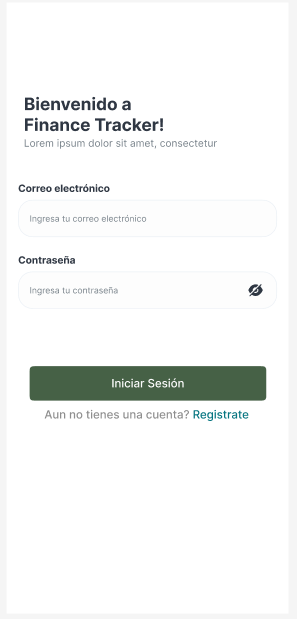 Bienvenido a
Finance Tracker!
Lorem ipsum dolor sit amet, consectetur
Correo electrónico
Ingresa tu correo electrónico
Contraseña
Ingresa tu contraseña
Iniciar Sesión
Aun no tienes una cuenta? Registrate